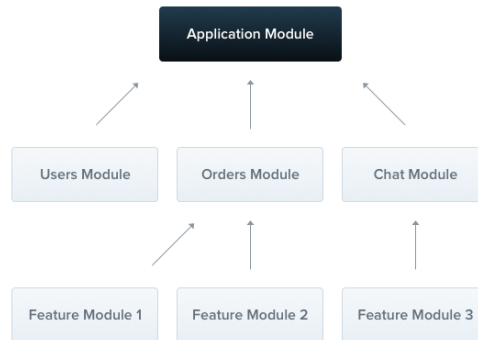 Application Module
Users Module
Orders Module
Chat Module
Feature Module 1
Feature Module 2
Feature Module 3